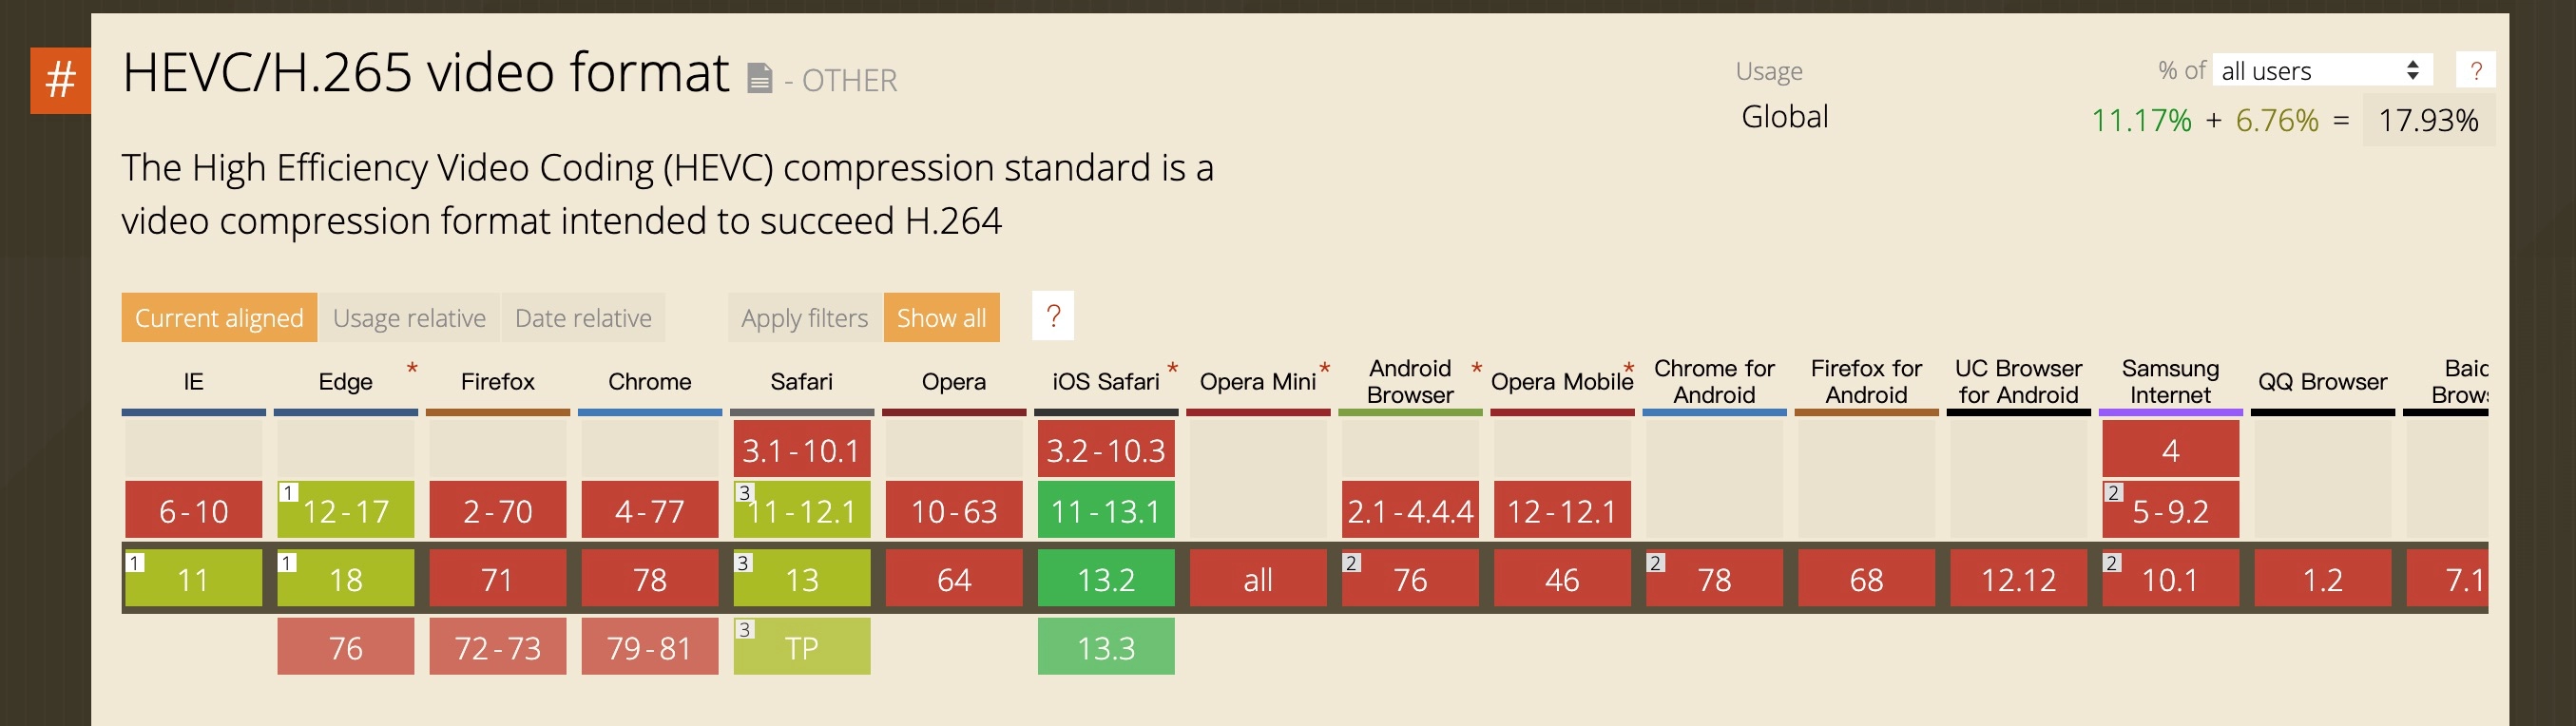 #
HEVC/H.265 video format - OTHER
Usage % of all users ?
Global 11.17% + 6.76% = 17.93%
The High Efficiency Video Coding (HEVC) compression standard is a
video compression format intended to succeed H.264
Current aligned Usage relative Date relative Apply filters Show all ?
IE Edge * Firefox Chrome Safari Opera iOS Safari * Opera Mini * Android Browser * Opera Mobile * Chrome for Android Firefox for Android UC Browser for Android Samsung Internet QQ Browser Baid Brows
3.1-10.1 3.2-10.3 4
6-10 1 12-17 2-70 4-77 3 11-12.1 10-63 11-13.1 2.1-4.4.4 12-12.1 2 5-9.2
1 11 1 18 71 78 3 13 64 13.2 all 2 76 46 2 78 68 12.12 2 10.1 1.2 7.1
76 72-73 79-81 3 TP 13.3